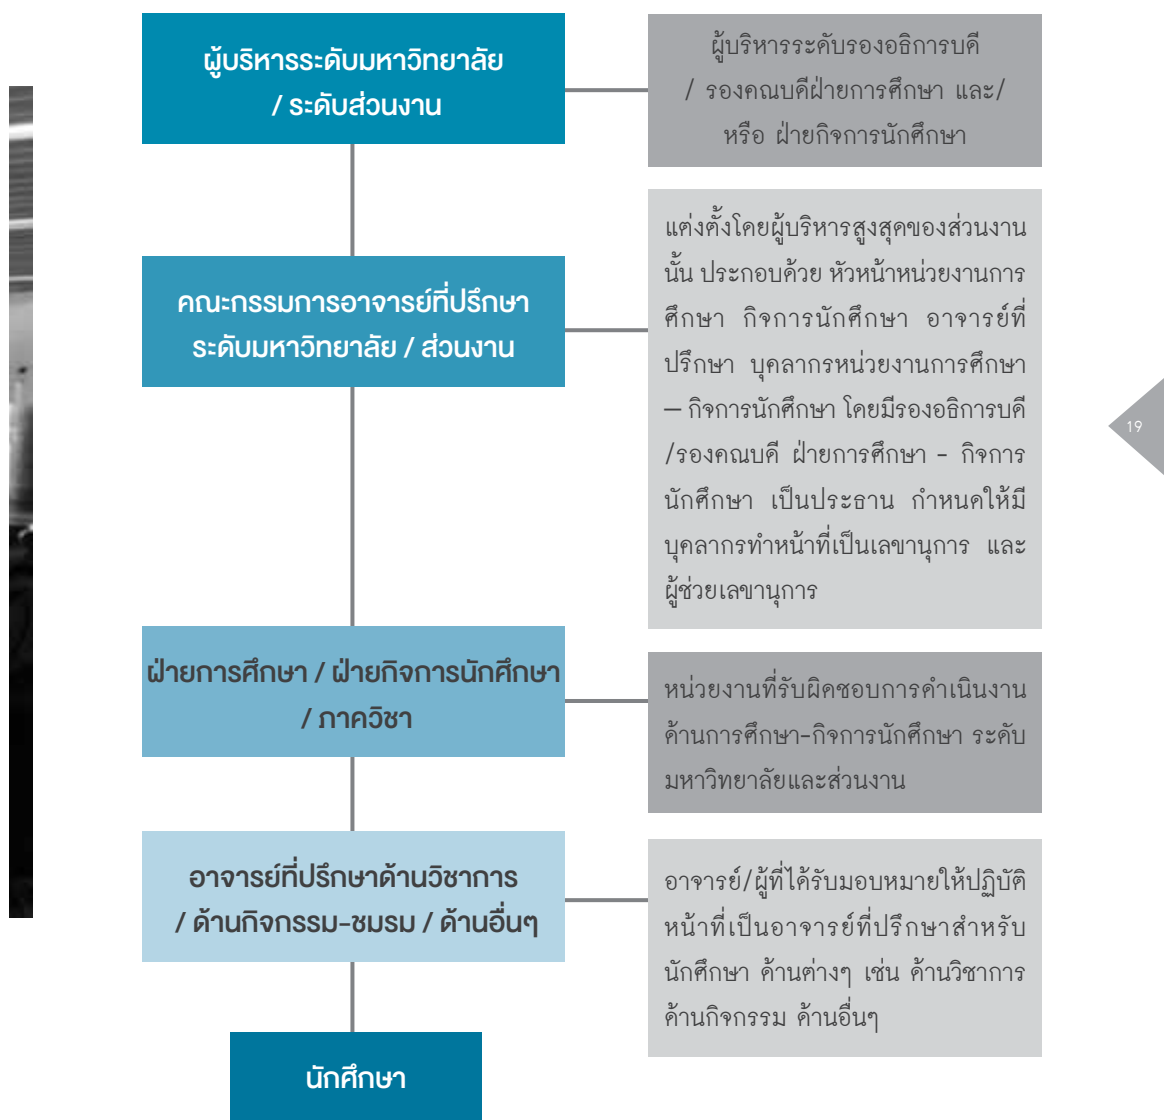 ผู้บริหารระดับมหาวิทยาลัย
/ ระดับส่วนงาน
ผู้บริหารระดับรองอธิการบดี
/ รองคณบดีฝ่ายการศึกษา และ/
หรือ ฝ่ายกิจการนักศึกษา
คณะกรรมการอาจารย์ที่ปรึกษา
ระดับมหาวิทยาลัย / ส่วนงาน
แต่งตั้งโดยผู้บริหารสูงสุดของส่วนงาน
นั้น ประกอบด้วย หัวหน้าหน่วยงานการ
ศึกษา กิจการนักศึกษา อาจารย์ที่
ปรึกษา บุคลากรหน่วยงานการศึกษา
– กิจการนักศึกษา โดยมีรองอธิการบดี
/รองคณบดี ฝ่ายการศึกษา - กิจการ
นักศึกษา เป็นประธาน กำหนดให้มี
บุคลากรทำหน้าที่เป็นเลขานุการ และ
ผู้ช่วยเลขานุการ
19
ฝ่ายการศึกษา / ฝ่ายกิจการนักศึกษา
/ ภาควิชา
หน่วยงานที่รับผิดชอบการดำเนินงาน
ด้านการศึกษา-กิจการนักศึกษา ระดับ
มหาวิทยาลัยและส่วนงาน
อาจารย์ที่ปรึกษาด้านวิชาการ
/ ด้านกิจกรรม-ชมรม / ด้านอื่นๆ
อาจารย์/ผู้ที่ได้รับมอบหมายให้ปฏิบัติ
หน้าที่เป็นอาจารย์ที่ปรึกษาสำหรับ
นักศึกษา ด้านต่างๆ เช่น ด้านวิชาการ
ด้านกิจกรรม ด้านอื่นๆ
นักศึกษา